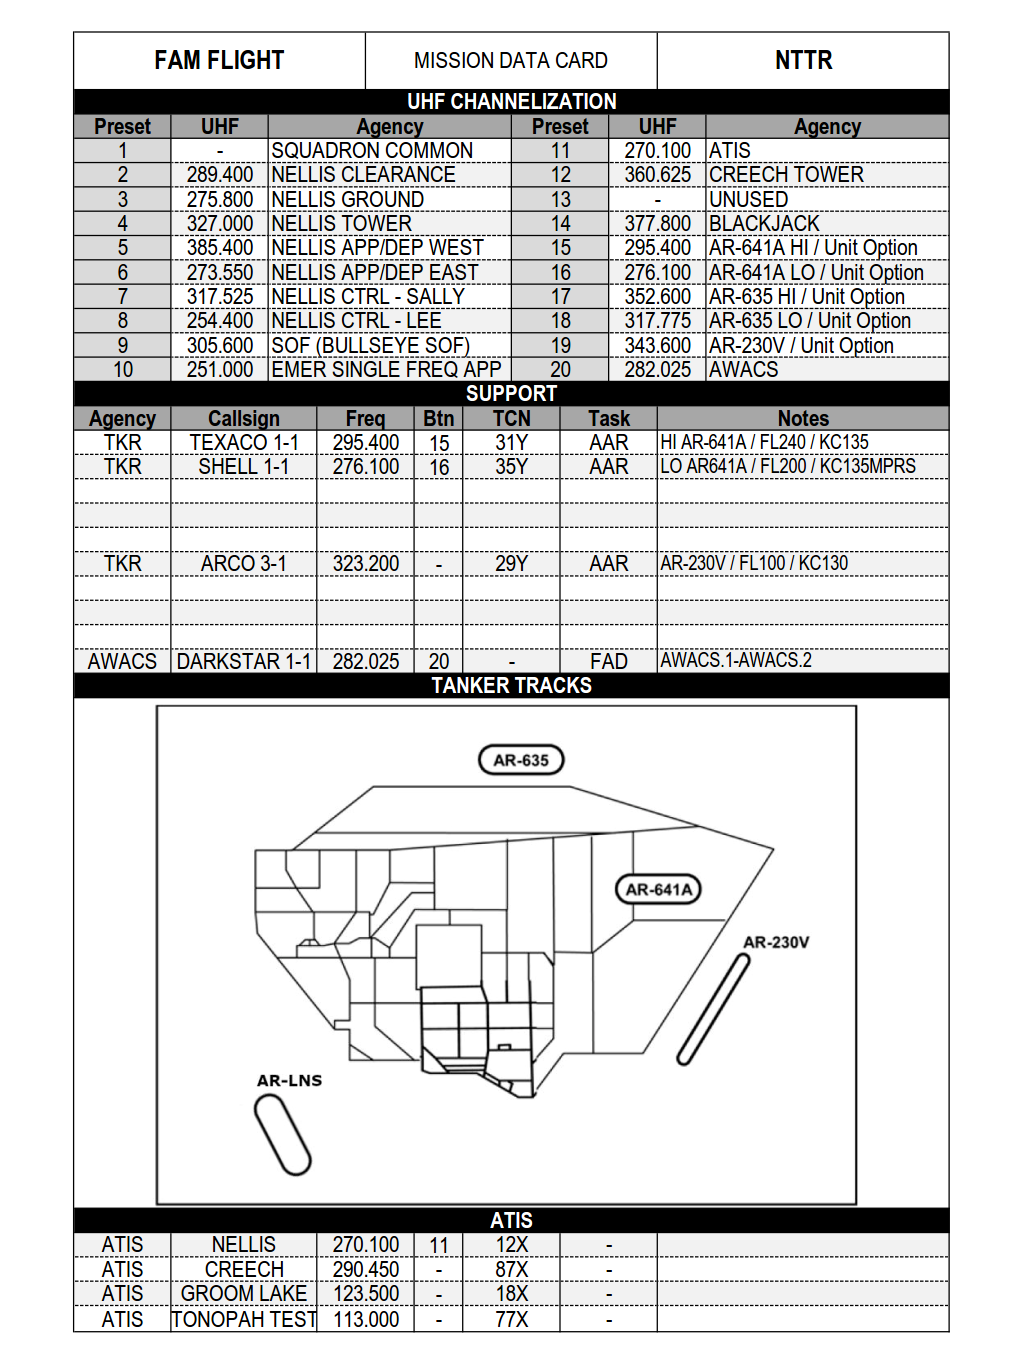 FAM FLIGHT MISSION DATA CARD NTTR
UHF CHANNELIZATION
Preset UHF Agency Preset UHF Agency
1 - SQUADRON COMMON 11 270.100 ATIS
2 289.400 NELLIS CLEARANCE 12 360.625 CREECH TOWER
3 275.800 NELLIS GROUND 13 - UNUSED
4 327.000 NELLIS TOWER 14 377.800 BLACKJACK
5 385.400 NELLIS APP/DEP WEST 15 295.400 AR-641A HI / Unit Option
6 273.550 NELLIS APP/DEP EAST 16 276.100 AR-641A LO / Unit Option
7 317.525 NELLIS CTRL - SALLY 17 352.600 AR-635 HI / Unit Option
8 254.400 NELLIS CTRL - LEE 18 317.775 AR-635 LO / Unit Option
9 305.600 SOF (BULLSEYE SOF) 19 343.600 AR-230V / Unit Option
10 251.000 EMER SINGLE FREQ APP 20 282.025 AWACS
SUPPORT
Agency Callsign Freq Btn TCN Task Notes
TKR TEXACO 1-1 295.400 15 31Y AAR HI AR-641A / FL240 / KC135
TKR SHELL 1-1 276.100 16 35Y AAR LO AR641A / FL200 / KC135MPRS
TKR ARCO 3-1 323.200 - 29Y AAR AR-230V / FL100 / KC130
AWACS DARKSTAR 1-1 282.025 20 - FAD AWACS.1-AWACS.2
TANKER TRACKS
AR-635
AR-641A
AR-230V
AR-LNS
ATIS
ATIS NELLIS 270.100 11 12X -
ATIS CREECH 290.450 - 87X -
ATIS GROOM LAKE 123.500 - 18X -
ATIS TONOPAH TEST 113.000 - 77X -